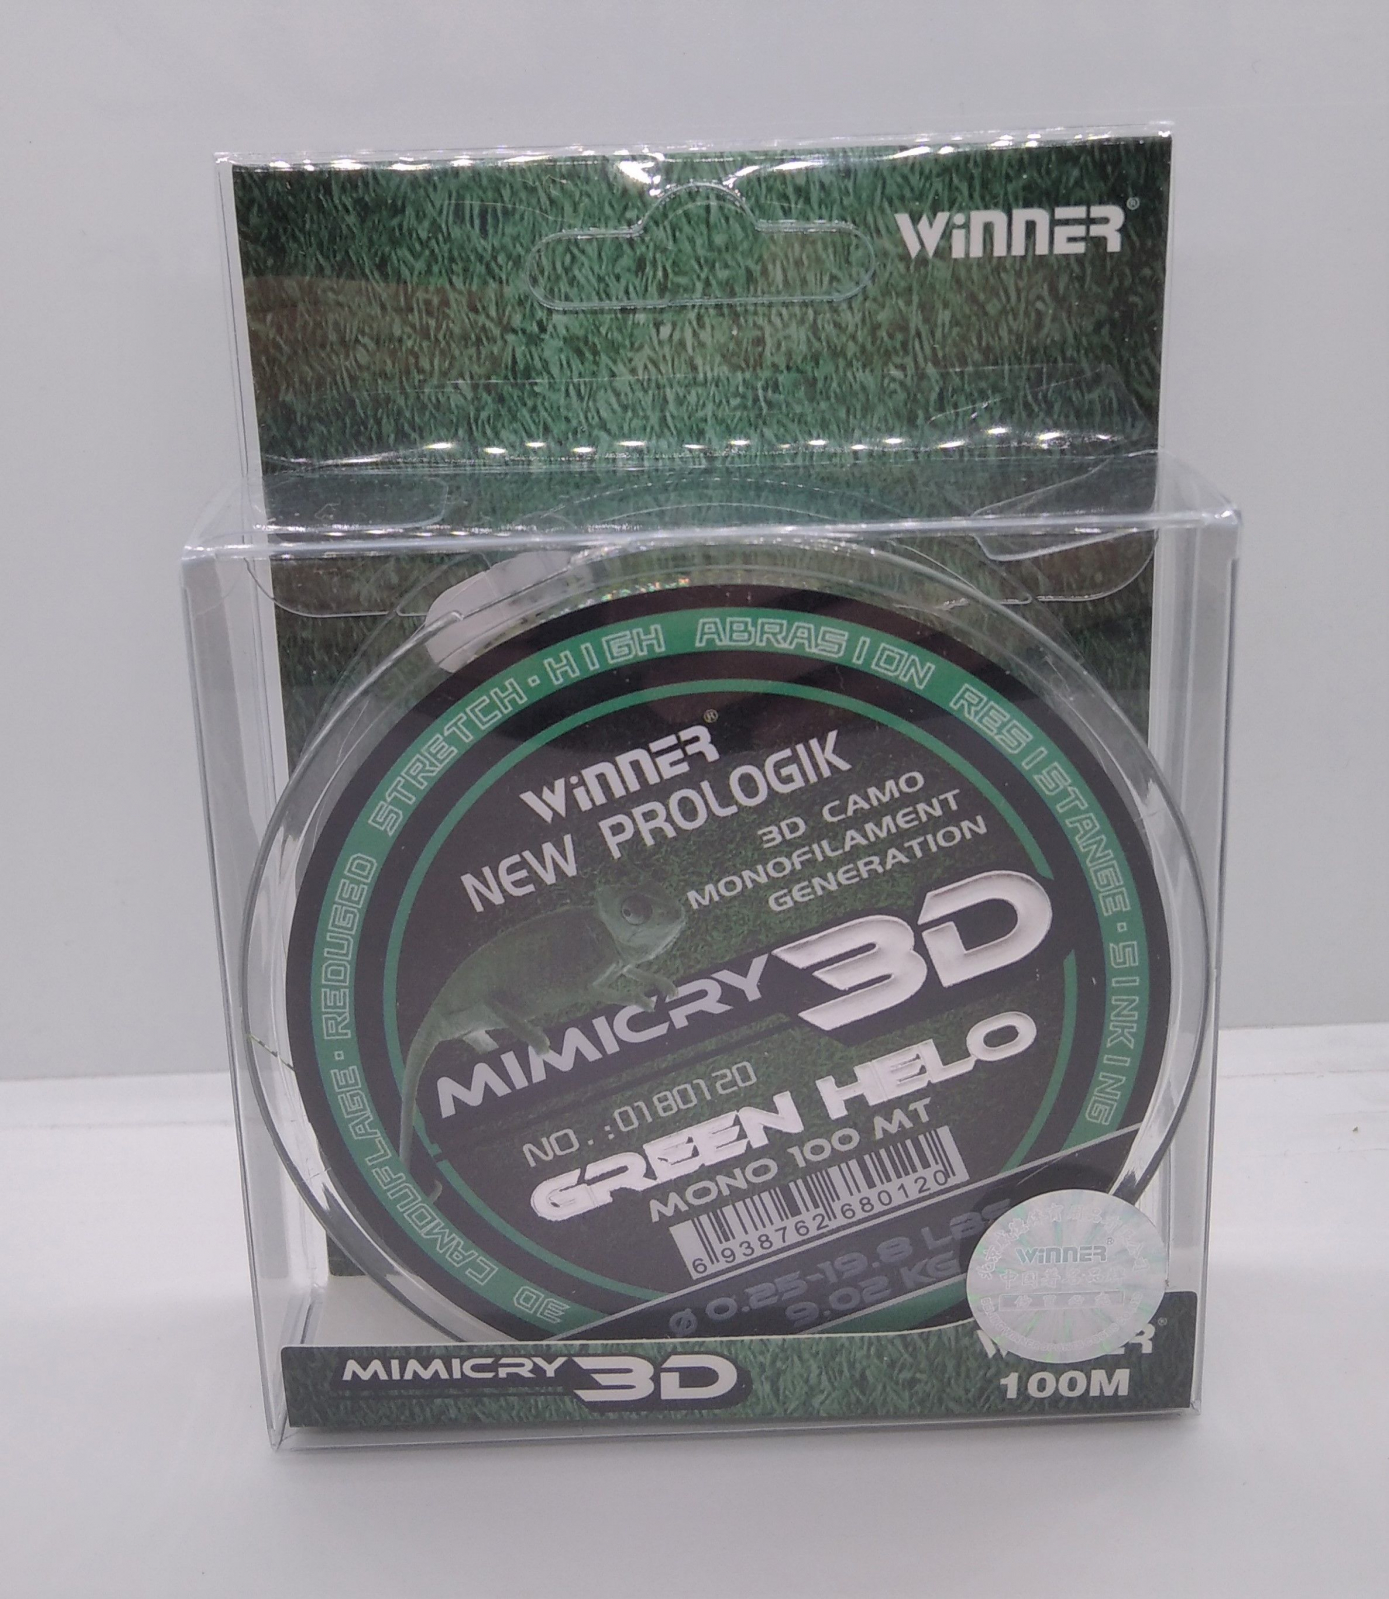 WiNNER®
3D CAMOUFLAGE · REDUCED STRETCH · HIGH ABRASION RESISTANCE · SINKING
WiNNER®
NEW PROLOGIK
3D CAMO
MONOFILAMENT
GENERATION
MIMICRY 3D
NO.:0180120
GREEN HELO
MONO 100 MT
6 938762 680120
Ø 0.25-19.8 LBS
9.02 KG
WiNNER®
MIMICRY 3D
100M